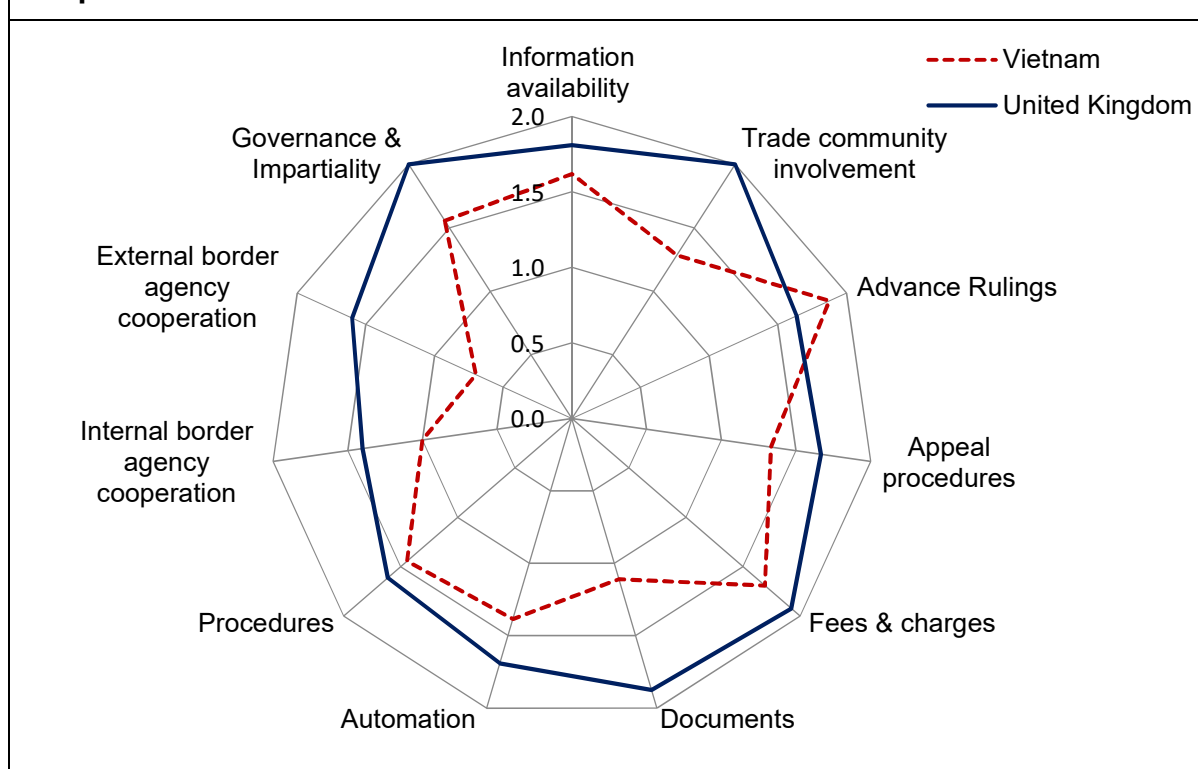 Information
availability
Vietnam
United Kingdom
2.0
1.5
1.0
0.5
0.0
Trade community
involvement
Advance Rulings
Appeal
procedures
Fees & charges
Documents
Automation
Procedures
Internal border
agency
cooperation
External border
agency
cooperation
Governance &
Impartiality